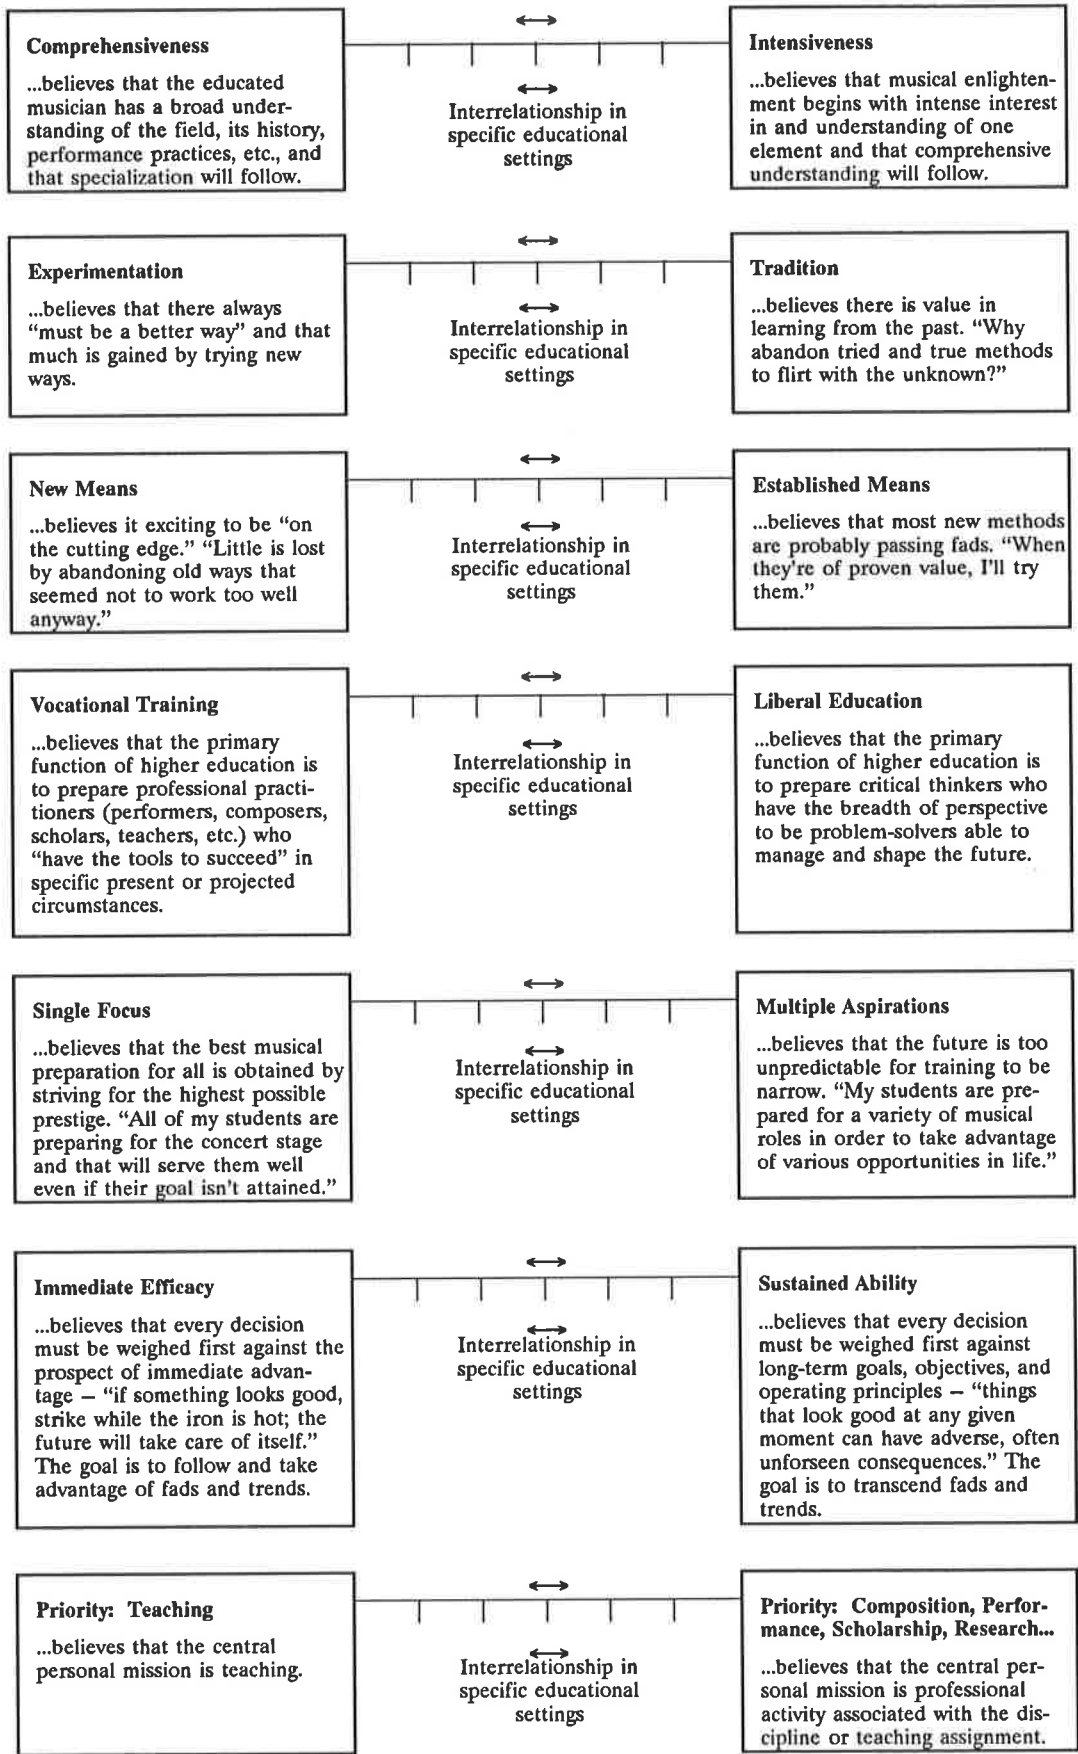 Comprehensiveness
...believes that the educated
musician has a broad under-
standing of the field, its history,
performance practices, etc., and
that specialization will follow.
Interrelationship in
specific educational
settings
Intensiveness
...believes that musical enlighten-
ment begins with intense interest
in and understanding of one
element and that comprehensive
understanding will follow.
Experimentation
...believes that there always
“must be a better way” and that
much is gained by trying new
ways.
Interrelationship in
specific educational
settings
Tradition
...believes there is value in
learning from the past. “Why
abandon tried and true methods
to flirt with the unknown?”
New Means
...believes it exciting to be “on
the cutting edge.” “Little is lost
by abandoning old ways that
seemed not to work too well
anyway.”
Interrelationship in
specific educational
settings
Established Means
...believes that most new methods
are probably passing fads. “When
they're of proven value, I'll try
them.”
Vocational Training
...believes that the primary
function of higher education is
to prepare professional practi-
tioners (performers, composers,
scholars, teachers, etc.) who
“have the tools to succeed” in
specific present or projected
circumstances.
Interrelationship in
specific educational
settings
Liberal Education
...believes that the primary
function of higher education is
to prepare critical thinkers who
have the breadth of perspective
to be problem-solvers able to
manage and shape the future.
Single Focus
...believes that the best musical
preparation for all is obtained by
striving for the highest possible
prestige. “All of my students are
preparing for the concert stage
and that will serve them well
even if their goal isn't attained.”
Interrelationship in
specific educational
settings
Multiple Aspirations
...believes that the future is too
unpredictable for training to be
narrow. “My students are pre-
pared for a variety of musical
roles in order to take advantage
of various opportunities in life.”
Immediate Efficacy
...believes that every decision
must be weighed first against the
prospect of immediate advan-
tage – “if something looks good,
strike while the iron is hot; the
future will take care of itself.”
The goal is to follow and take
advantage of fads and trends.
Interrelationship in
specific educational
settings
Sustained Ability
...believes that every decision
must be weighed first against
long-term goals, objectives, and
operating principles – “things
that look good at any given
moment can have adverse, often
unforseen consequences.” The
goal is to transcend fads and
trends.
Priority: Teaching
...believes that the central
personal mission is teaching.
Interrelationship in
specific educational
settings
Priority: Composition, Perfor-
mance, Scholarship, Research...
...believes that the central per-
sonal mission is professional
activity associated with the dis-
cipline or teaching assignment.